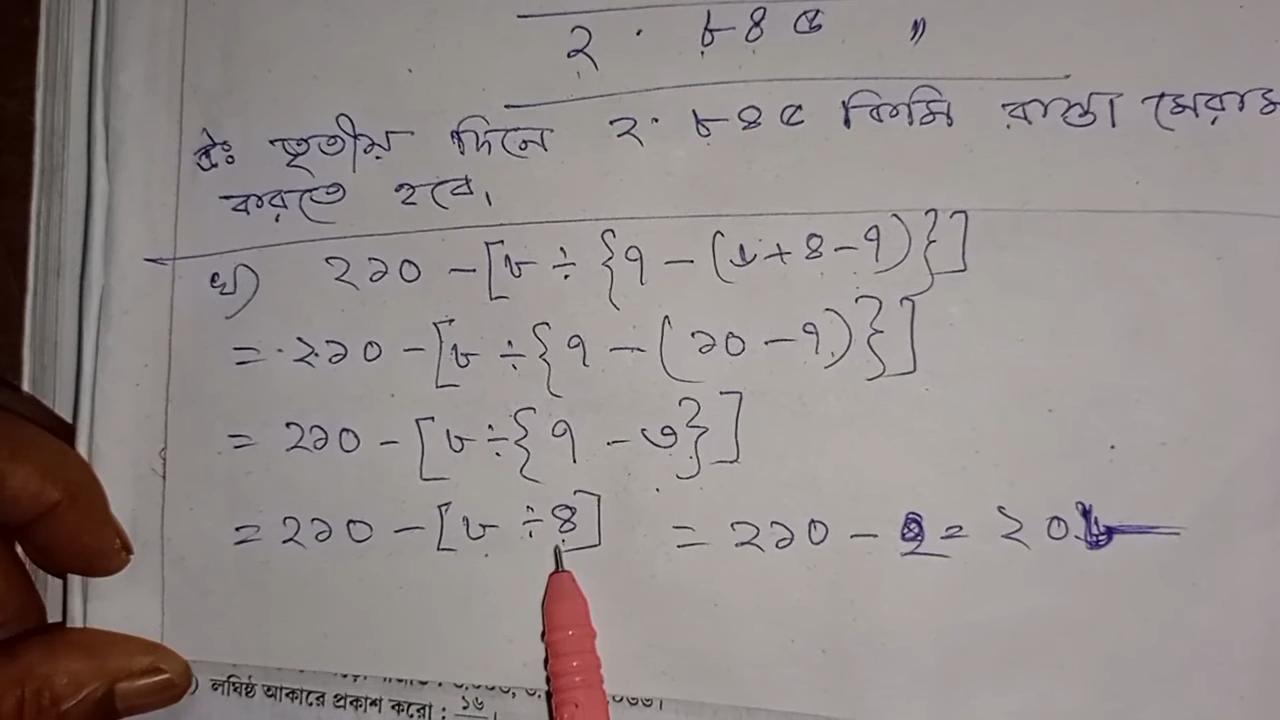 ২. ৮৪৫ "
উঃ তৃতীয় দিনে ২. ৮৪৫ কিমি রাস্তা মেরাম
করতে হবে।
খ) ২১০ - [৮ ÷ {৭ - (৬+৪-৭)}]
= ২১০ - [৮ ÷ {৭ - (১০ - ৭)}]
= ২১০ - [৮ ÷ {৭ - ৩}]
= ২১০ - [৮ ÷ ৪] = ২১০ - ২ = ২০৮
) লঘিষ্ঠ আকারে প্রকাশ করো : ১৬